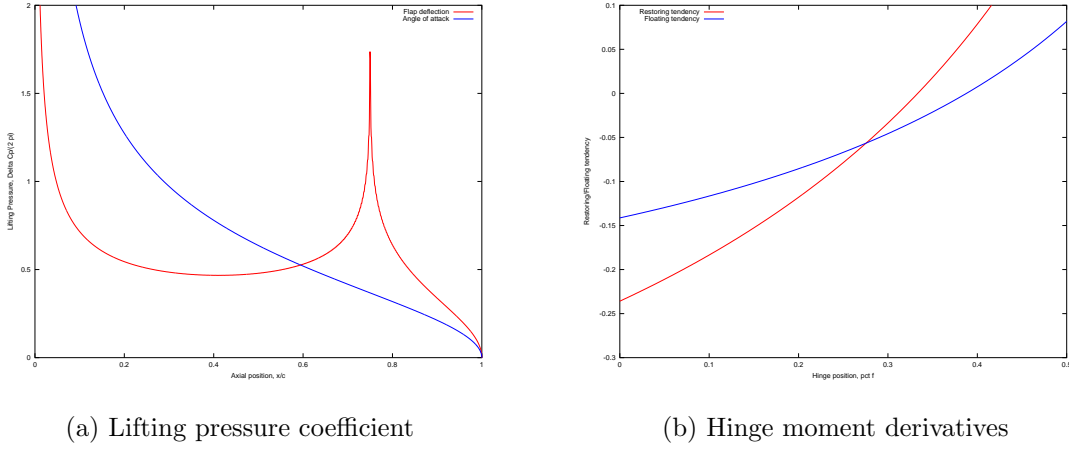 Flap deflection
Angle of attack
2
1.5
1
0.5
0
Lifting Pressure, Delta Cp/(2 pi)
0
0.2
0.4
0.6
0.8
1
Axial position, x/c
(a) Lifting pressure coefficient
Restoring tendency
Floating tendency
0.1
0.05
0
-0.05
-0.1
-0.15
-0.2
-0.25
-0.3
Restoring/Floating tendency
0
0.1
0.2
0.3
0.4
0.5
Hinge position, pct f
(b) Hinge moment derivatives